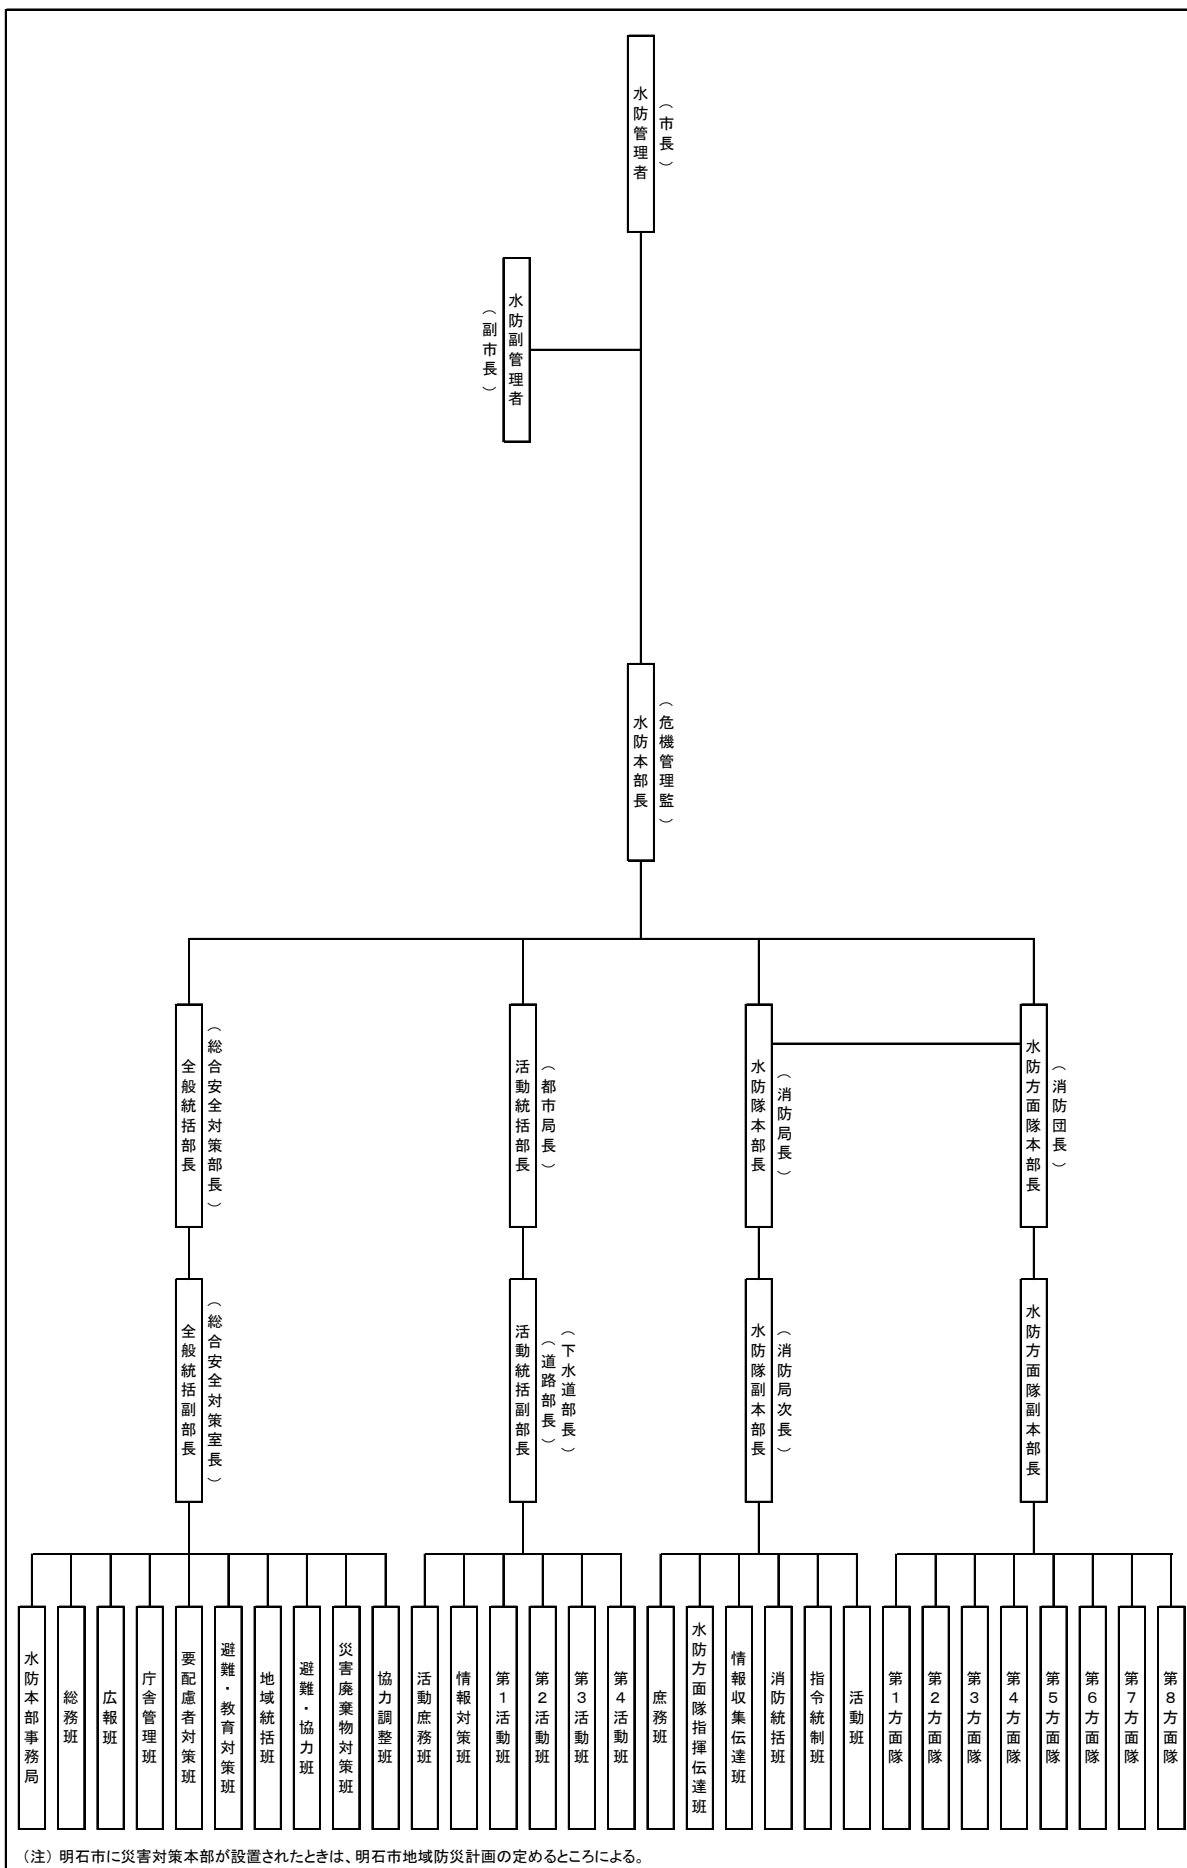 水防管理者
（市長）
水防副管理者
（副市長）
水防本部長
（危機管理監）
全般統括部長
（総合安全対策部長）
活動統括部長
（都市局長）
水防隊本部長
（消防局長）
水防方面隊本部長
（消防団長）
全般統括副部長
（総合安全対策室長）
活動統括副部長
（道路部長）
（下水道部長）
水防隊副本部長
（消防局次長）
水防方面隊副本部長
水防本部事務局
総務班
広報班
庁舎管理班
要配慮者対策班
避難・教育対策班
地域統括班
避難・協力班
災害廃棄物対策班
協力調整班
活動庶務班
情報対策班
第１活動班
第２活動班
第３活動班
第４活動班
庶務班
水防方面隊指揮伝達班
情報収集伝達班
消防統括班
指令統制班
活動班
第１方面隊
第２方面隊
第３方面隊
第４方面隊
第５方面隊
第６方面隊
第７方面隊
第８方面隊
（注） 明石市に災害対策本部が設置されたときは、明石市地域防災計画の定めるところによる。